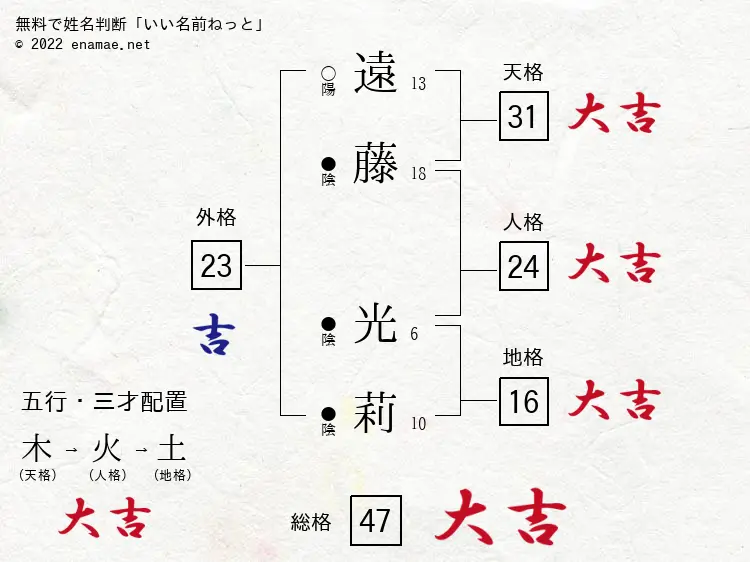 無料で姓名判断「いい名前ねっと」
© 2022 enamae.net
○
陽
遠
13
天格
31
大吉
●
陰
藤
18
外格
23
吉
人格
24
大吉
●
陰
光
6
地格
16
大吉
●
陰
莉
10
五行・三才配置
木→火→土
(天格) (人格) (地格)
大吉
総格
47
大吉